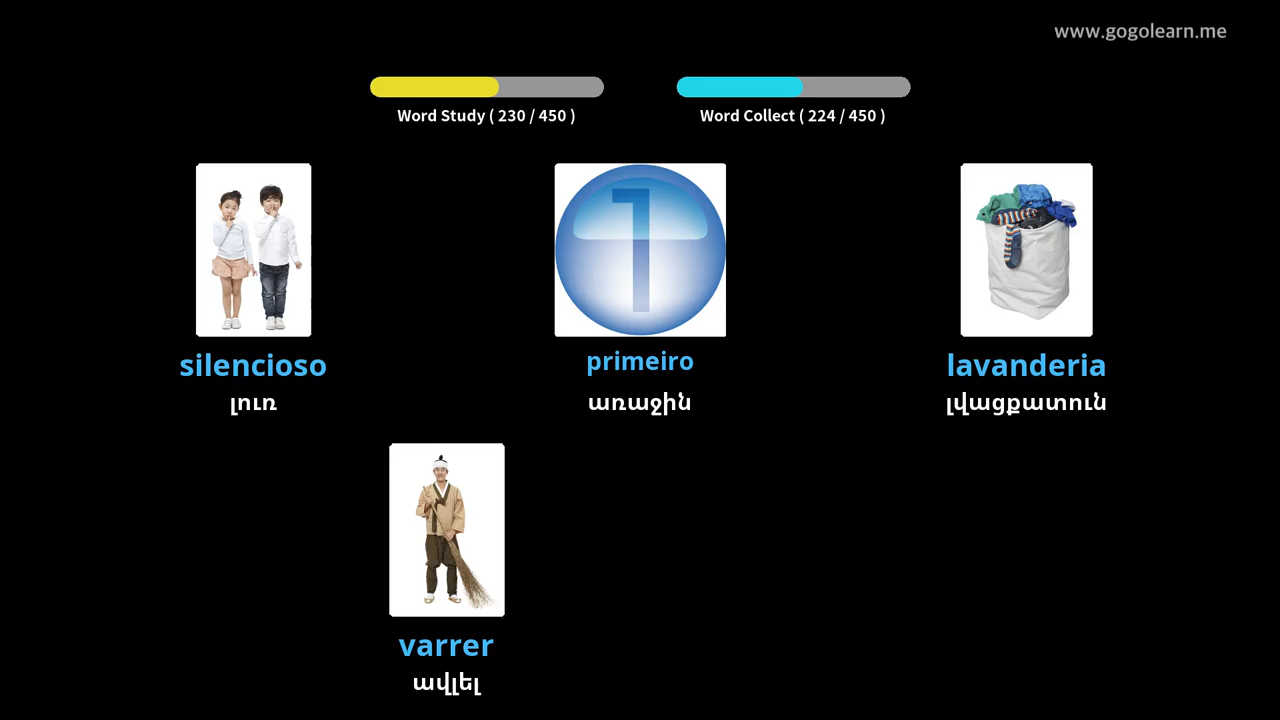 www.gogolearn.me
Word Study ( 230 / 450 )
Word Collect ( 224 / 450 )
1
silencioso
լուռ
primeiro
առաջին
lavanderia
լվացքատուն
varrer
ավլել